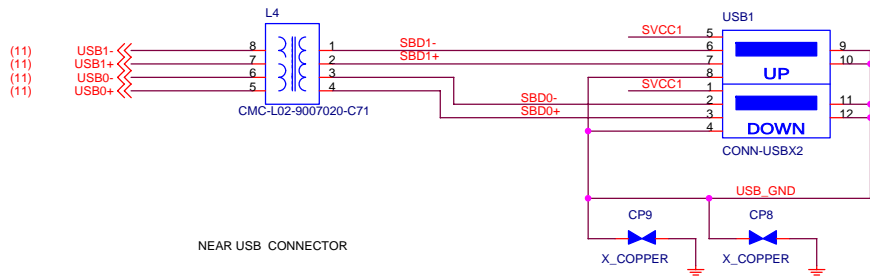 L4
USB1
SVCC1 5
(11) USB1- 8 1 SBD1- 6 9
(11) USB1+ 7 2 SBD1+ 7 10
(11) USB0- 6 3 8 UP
(11) USB0+ 5 4 SVCC1 1
SBD0- 2 11
CMC-L02-9007020-C71 SBD0+ 3 12
4 DOWN
CONN-USBX2
USB_GND
CP9 CP8
NEAR USB CONNECTOR
X_COPPER X_COPPER